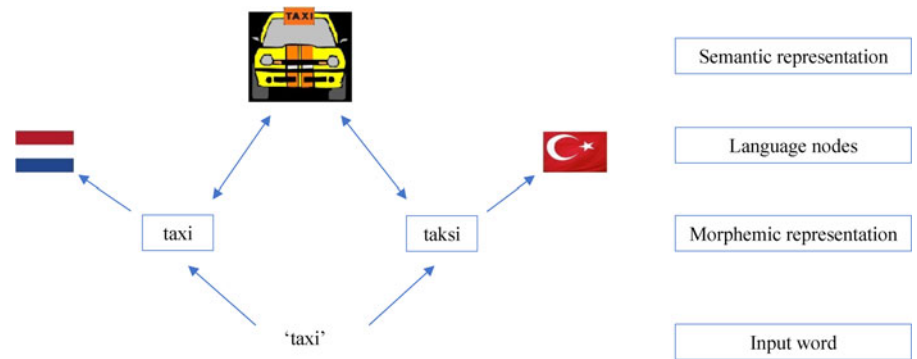 TAXI
Semantic representation
Language nodes
taxi
taksi
Morphemic representation
‘taxi’
Input word